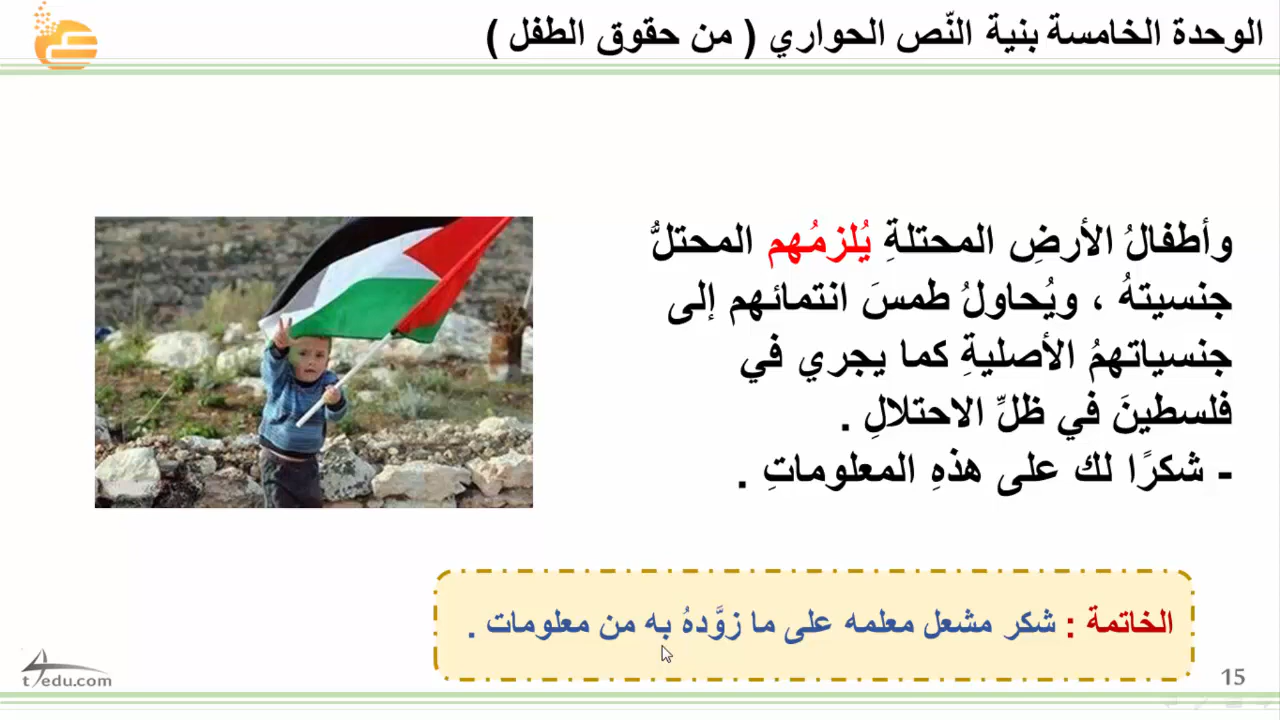 الوحدة الخامسة بنية النّص الحواري ( من حقوق الطفل )
وأطفالُ الأرضِ المحتلةِ يُلزمُهم المحتلُّ
جنسيتهُ ، ويُحاولُ طمسَ انتمائهم إلى
جنسياتهمُ الأصليةِ كما يجري في
فلسطينَ في ظلِّ الاحتلالِ .
- شكرًا لك على هذهِ المعلوماتِ .
الخاتمة : شكر مشعل معلمه على ما زوَّدهُ به من معلومات .
t4edu.com
15